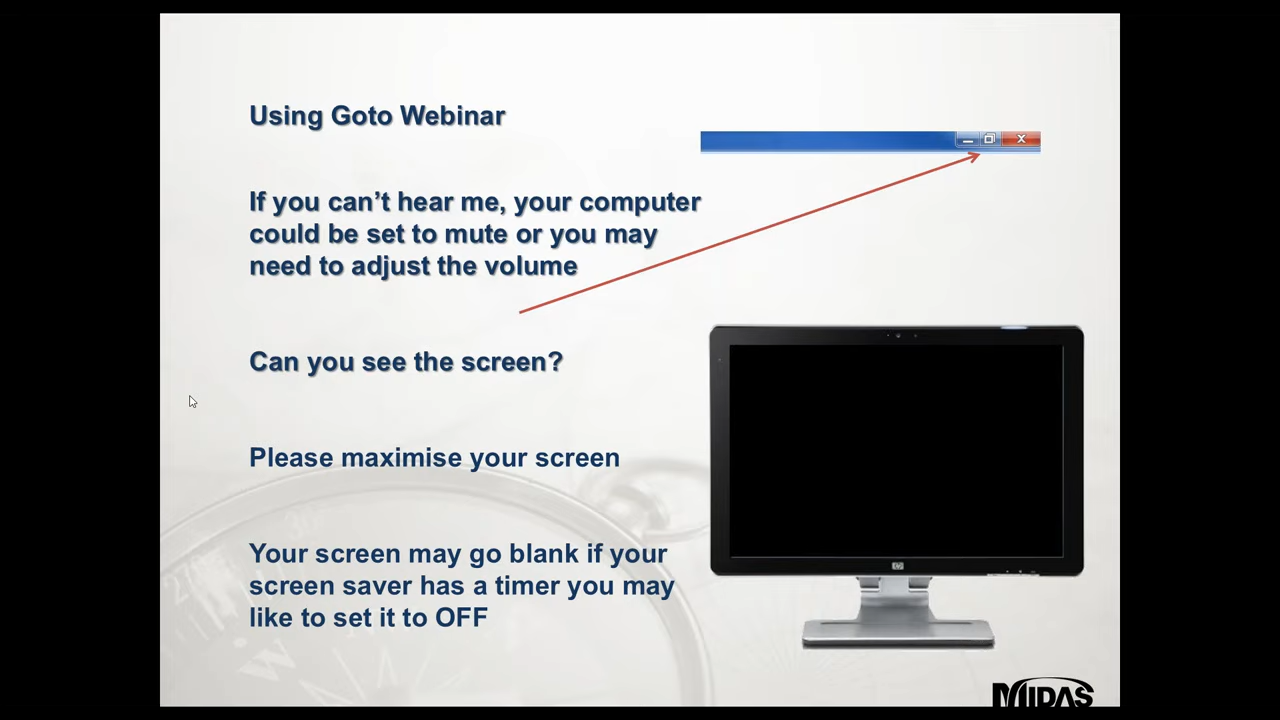 Using Goto Webinar
If you can’t hear me, your computer
could be set to mute or you may
need to adjust the volume
Can you see the screen?
Please maximise your screen
Your screen may go blank if your
screen saver has a timer you may
like to set it to OFF
hp
MIDAS